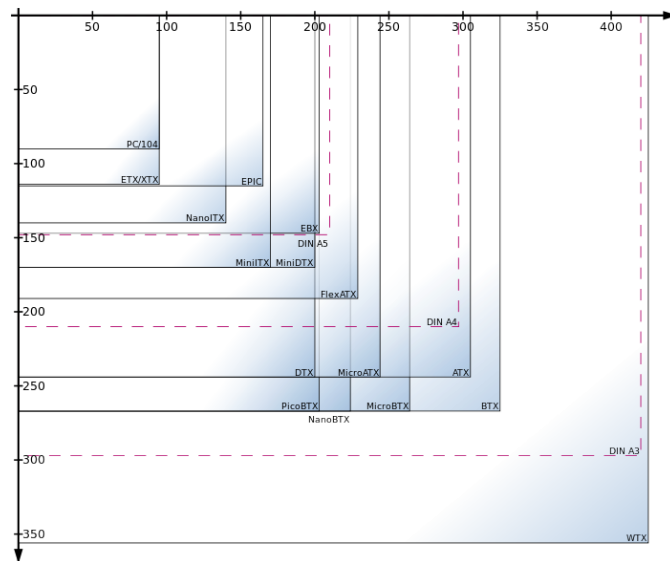 50 100 150 200 250 300 350 400
50
PC/104
100
ETX/XTX
EPIC
NanoITX
EBX
150
DIN A5
MiniITX
MiniDTX
FlexATX
200
DIN A4
DTX
MicroATX
ATX
250
PicoBTX
MicroBTX
BTX
NanoBTX
DIN A3
300
350
WTX